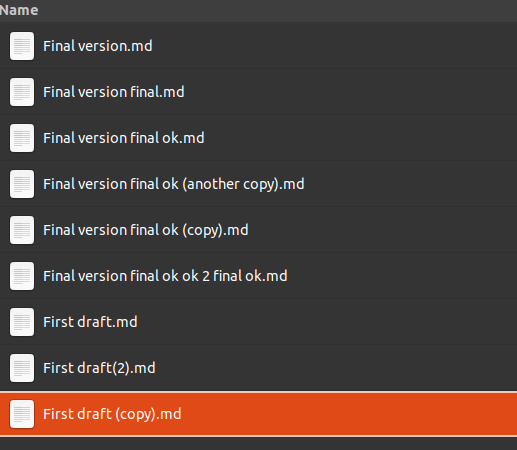 Name
Final version.md
Final version final.md
Final version final ok.md
Final version final ok (another copy).md
Final version final ok (copy).md
Final version final ok ok 2 final ok.md
First draft.md
First draft(2).md
First draft (copy).md